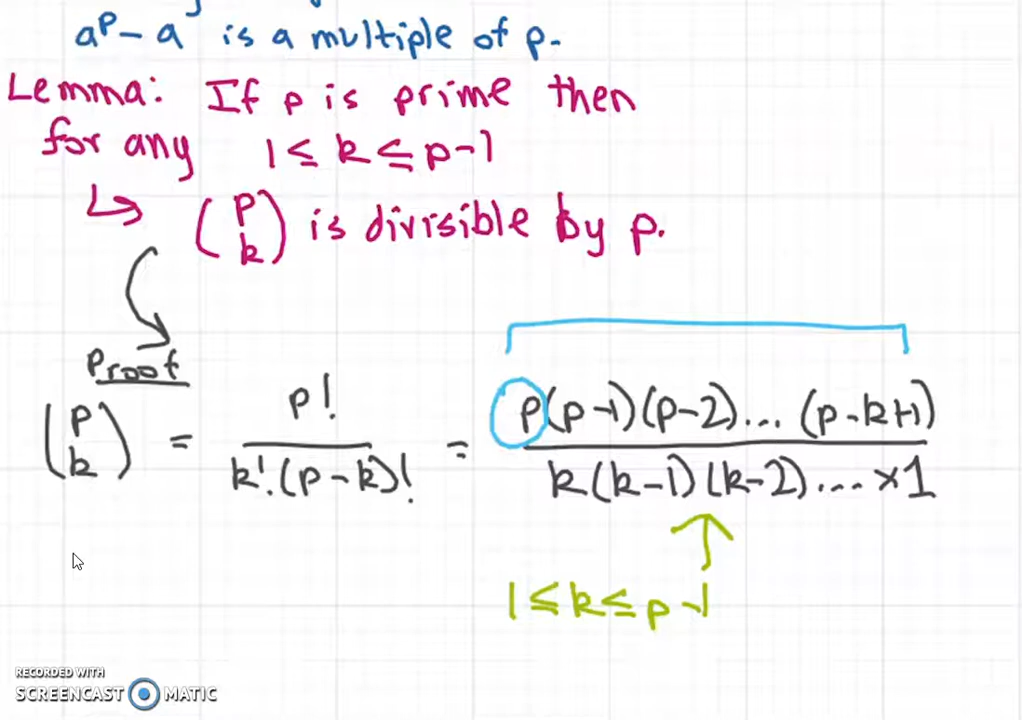 a^p - a is a multiple of p.
Lemma: If p is prime then
for any 1 ≤ k ≤ p-1
↳ (p k) is divisible by p.
Proof
(p k) = p! / k!(p-k)! = p(p-1)(p-2)...(p-k+1) / k(k-1)(k-2)...×1
1 ≤ k ≤ p-1
RECORDED WITH
SCREENCAST MATIC